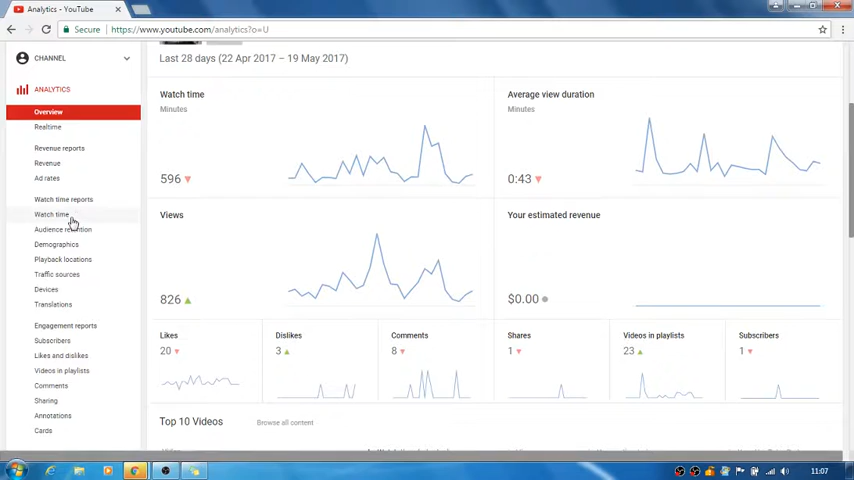 Analytics - YouTube
Secure
https://www.youtube.com/analytics?o=U
CHANNEL
Last 28 days (22 Apr 2017 – 19 May 2017)
ANALYTICS
Overview
Realtime
Revenue reports
Revenue
Ad rates
Watch time reports
Watch time
Audience retention
Demographics
Playback locations
Traffic sources
Devices
Translations
Engagement reports
Subscribers
Likes and dislikes
Videos in playlists
Comments
Sharing
Annotations
Cards
Watch time
Minutes
596
Average view duration
Minutes
0:43
Views
826
Your estimated revenue
$0.00
Likes
20
Dislikes
3
Comments
8
Shares
1
Videos in playlists
23
Subscribers
1
Top 10 Videos
Browse all content
11:07